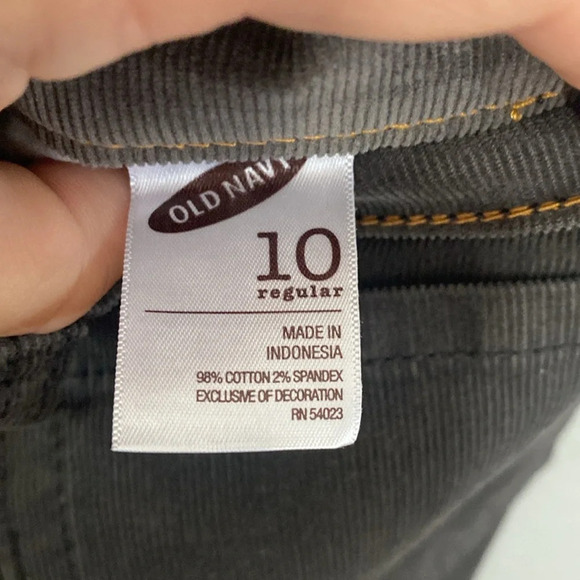 OLD NAVY
10
regular
MADE IN
INDONESIA
98% COTTON 2% SPANDEX
EXCLUSIVE OF DECORATION
RN 54023